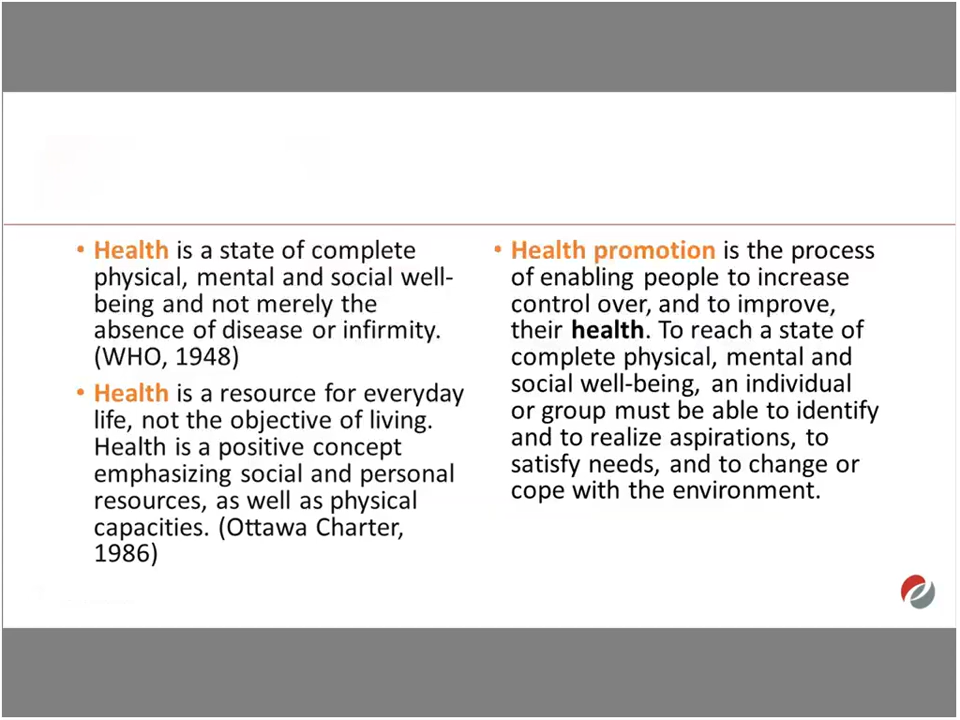 • Health is a state of complete
physical, mental and social well-
being and not merely the
absence of disease or infirmity.
(WHO, 1948)
• Health is a resource for everyday
life, not the objective of living.
Health is a positive concept
emphasizing social and personal
resources, as well as physical
capacities. (Ottawa Charter,
1986)
• Health promotion is the process
of enabling people to increase
control over, and to improve,
their health. To reach a state of
complete physical, mental and
social well-being, an individual
or group must be able to identify
and to realize aspirations, to
satisfy needs, and to change or
cope with the environment.